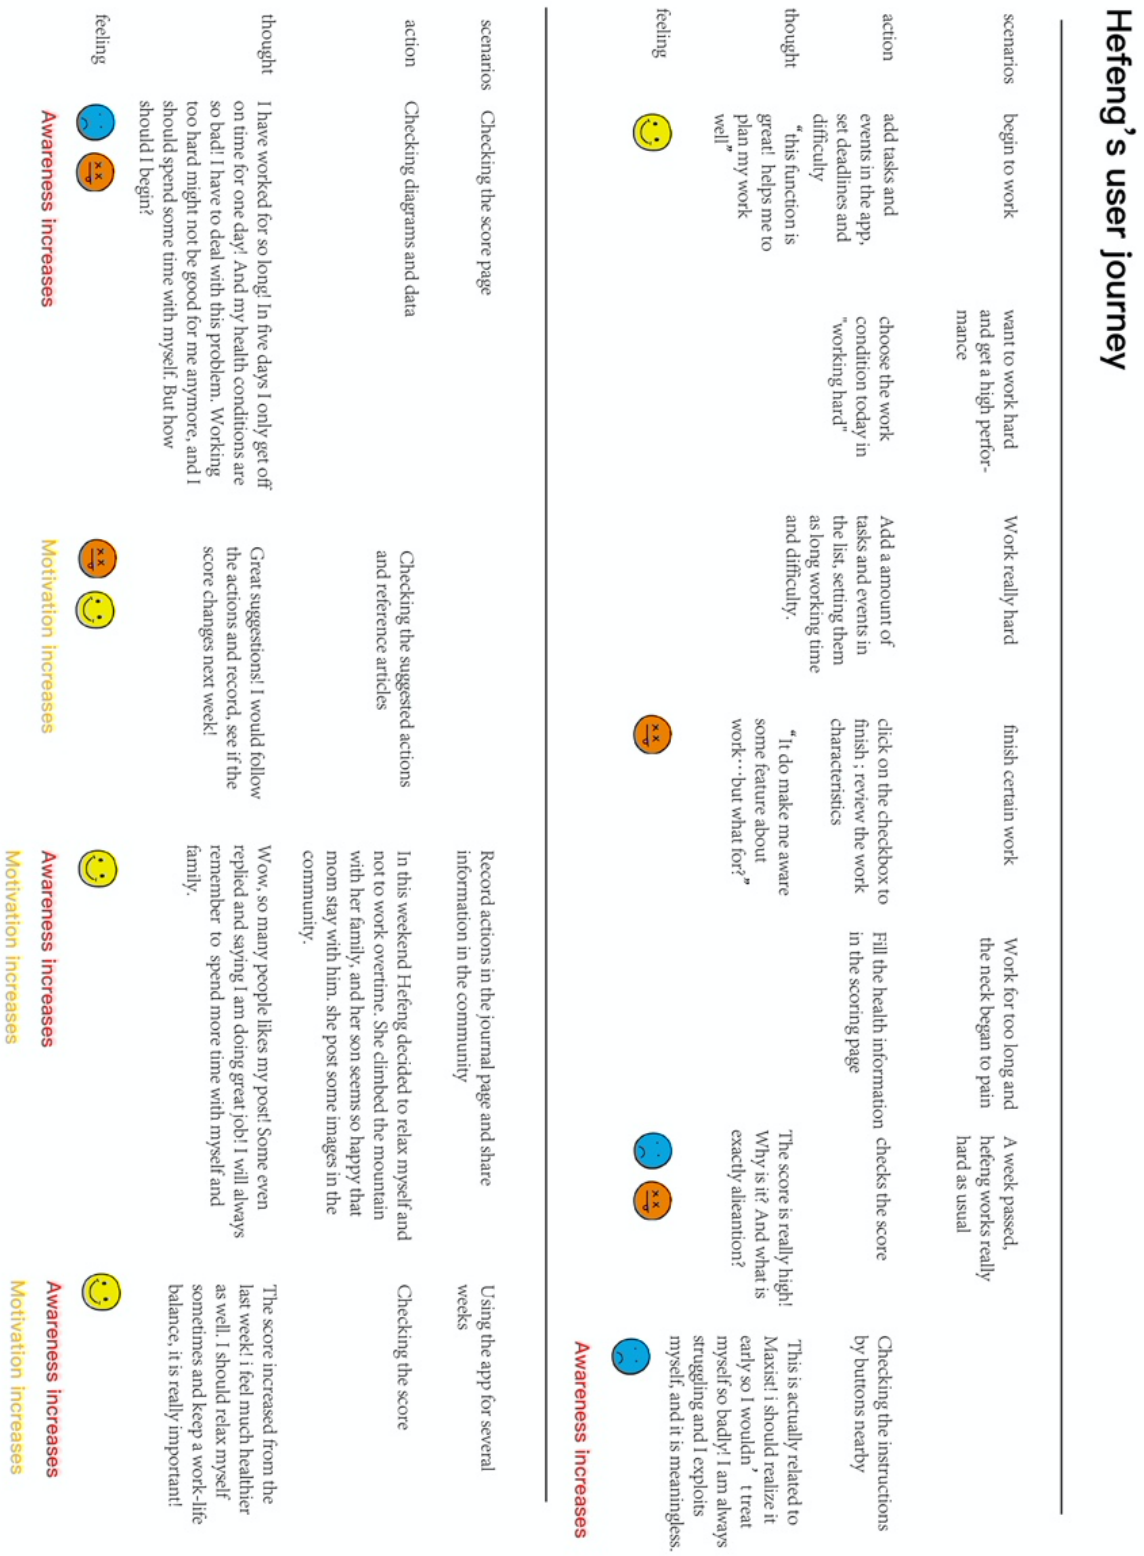 Hefeng's user journey
scenarios
begin to work
want to work hard
and get a high perfor-
mance
Work really hard
finish certain work
Work for too long and
the neck began to pain
A week passed,
hefeng works really
hard as usual
action
add tasks and
events in the app,
set deadlines and
difficulty
choose the work
condition today in
"working hard"
Add a amount of
tasks and events in
the list, setting them
as long working time
and difficulty.
click on the checkbox to
finish ; review the work
characteristics
Fill the health information
in the scoring page
checks the score
Checking the instructions
by buttons nearby
thought
“this function is
great! helps me to
plan my work
well”
“It do make me aware
some feature about
work⋯but what for?”
The score is really high!
Why is it? And what is
exactly alieantion?
This is actually related to
Maxist! i should realize it
early so I wouldn’t treat
myself so badly! I am always
struggling and I exploits
myself, and it is meaningless.
feeling
Awareness increases
scenarios
Checking the score page
Record actions in the journal page and share
information in the community
Using the app for several
weeks
action
Checking diagrams and data
Checking the suggested actions
and reference articles
In this weekend Hefeng decided to relax myself and
not to work overtime. She climbed the mountain
with her family, and her son seems so happy that
mom stay with him. she post some images in the
community.
Checking the score
thought
I have worked for so long! In five days I only get off
on time for one day! And my health conditions are
so bad! I have to deal with this problem. Working
too hard might not be good for me anymore, and I
should spend some time with myself. But how
should I begin?
Great suggestions! I would follow
the actions and record, see if the
score changes next week!
Wow, so many people likes my post! Some even
replied and saying I am doing great job! I will always
remember to spend more time with myself and
family.
The score increased from the
last week! i feel much healthier
as well. I should relax myself
sometimes and keep a work-life
balance, it is really important!
feeling
Awareness increases
Motivation increases
Awareness increases
Motivation increases
Awareness increases
Motivation increases